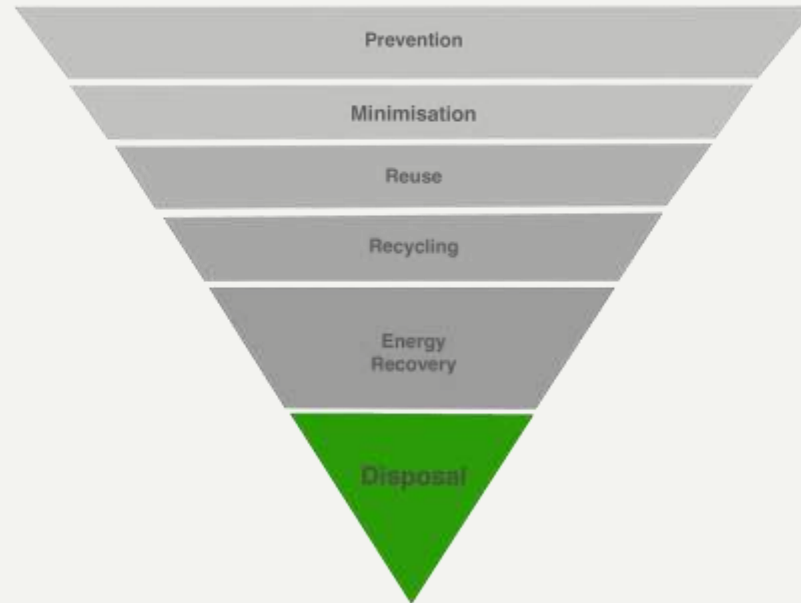 Prevention
Minimisation
Reuse
Recycling
Energy
Recovery
Disposal